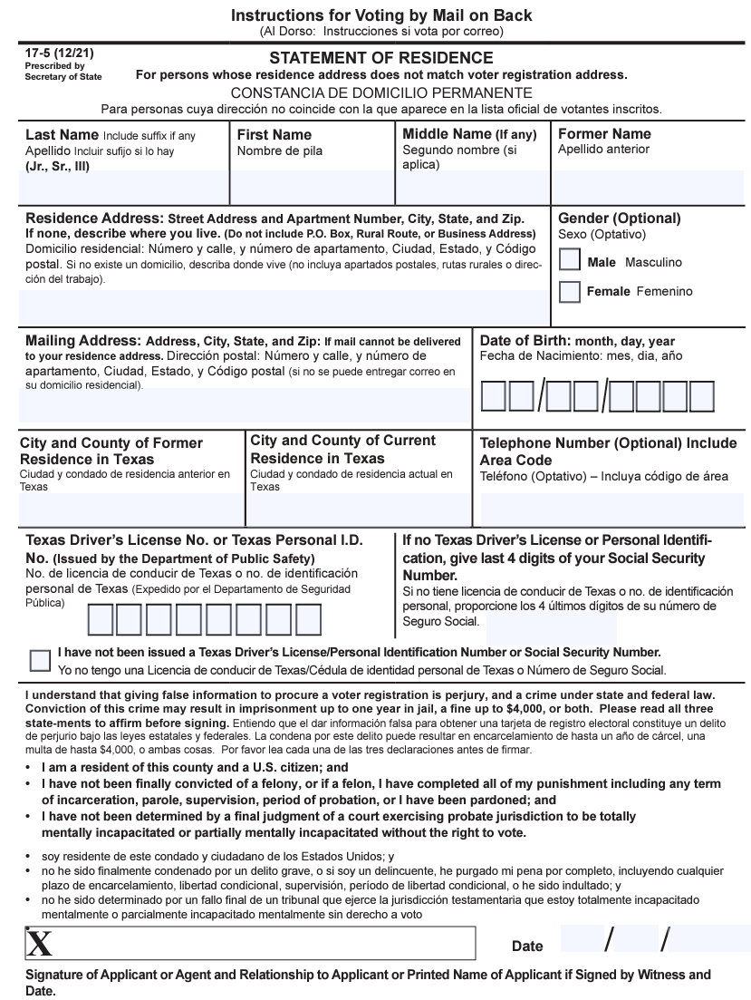 Instructions for Voting by Mail on Back
(Al Dorso: Instrucciones si vota por correo)
17-5 (12/21)
Prescribed by
Secretary of State
STATEMENT OF RESIDENCE
For persons whose residence address does not match voter registration address.
CONSTANCIA DE DOMICILIO PERMANENTE
Para personas cuya dirección no coincide con la que aparece en la lista oficial de votantes inscritos.
Last Name Include suffix if any
Apellido Incluir sufijo si lo hay
(Jr., Sr., III)
First Name
Nombre de pila
Middle Name (If any)
Segundo nombre (si
aplica)
Former Name
Apellido anterior
Residence Address: Street Address and Apartment Number, City, State, and Zip.
If none, describe where you live. (Do not include P.O. Box, Rural Route, or Business Address)
Domicilio residencial: Número y calle, y número de apartamento, Ciudad, Estado, y Código
postal. Si no existe un domicilio, describa donde vive (no incluya apartados postales, rutas rurales o direc-
ción del trabajo).
Gender (Optional)
Sexo (Optativo)
Male Masculino
Female Femenino
Mailing Address: Address, City, State, and Zip: If mail cannot be delivered
to your residence address. Dirección postal: Número y calle, y número de
apartamento, Ciudad, Estado, y Código postal (si no se puede entregar correo en
su domicilio residencial).
Date of Birth: month, day, year
Fecha de Nacimiento: mes, dia, año
/ /
City and County of Former
Residence in Texas
Ciudad y condado de residencia anterior en
Texas
City and County of Current
Residence in Texas
Ciudad y condado de residencia actual en
Texas
Telephone Number (Optional) Include
Area Code
Teléfono (Optativo) – Incluya código de área
Texas Driver's License No. or Texas Personal I.D.
No. (Issued by the Department of Public Safety)
No. de licencia de conducir de Texas o no. de identificación
personal de Texas (Expedido por el Departamento de Seguridad
Pública)
If no Texas Driver's License or Personal Identifi-
cation, give last 4 digits of your Social Security
Number.
Si no tiene licencia de conducir de Texas o no. de identificación
personal, proporcione los 4 últimos dígitos de su número de
Seguro Social.
I have not been issued a Texas Driver's License/Personal Identification Number or Social Security Number.
Yo no tengo una Licencia de conducir de Texas/Cédula de identidad personal de Texas o Número de Seguro Social.
I understand that giving false information to procure a voter registration is perjury, and a crime under state and federal law.
Conviction of this crime may result in imprisonment up to one year in jail, a fine up to $4,000, or both. Please read all three
state-ments to affirm before signing. Entiendo que el dar información falsa para obtener una tarjeta de registro electoral constituye un delito
de perjurio bajo las leyes estatales y federales. La condena por este delito puede resultar en encarcelamiento de hasta un año de cárcel, una
multa de hasta $4,000, o ambas cosas. Por favor lea cada una de las tres declaraciones antes de firmar.
• I am a resident of this county and a U.S. citizen; and
• I have not been finally convicted of a felony, or if a felon, I have completed all of my punishment including any term
of incarceration, parole, supervision, period of probation, or I have been pardoned; and
• I have not been determined by a final judgment of a court exercising probate jurisdiction to be totally
mentally incapacitated or partially mentally incapacitated without the right to vote.
• soy residente de este condado y ciudadano de los Estados Unidos; y
• no he sido finalmente condenado por un delito grave, o si soy un delincuente, he purgado mi pena por completo, incluyendo cualquier
plazo de encarcelamiento, libertad condicional, supervisión, período de libertad condicional, o he sido indultado; y
• no he sido determinado por un fallo final de un tribunal que ejerce la jurisdicción testamentaria que estoy totalmente incapacitado
mentalmente o parcialmente incapacitado mentalmente sin derecho a voto
X
Date / /
Signature of Applicant or Agent and Relationship to Applicant or Printed Name of Applicant if Signed by Witness and
Date.